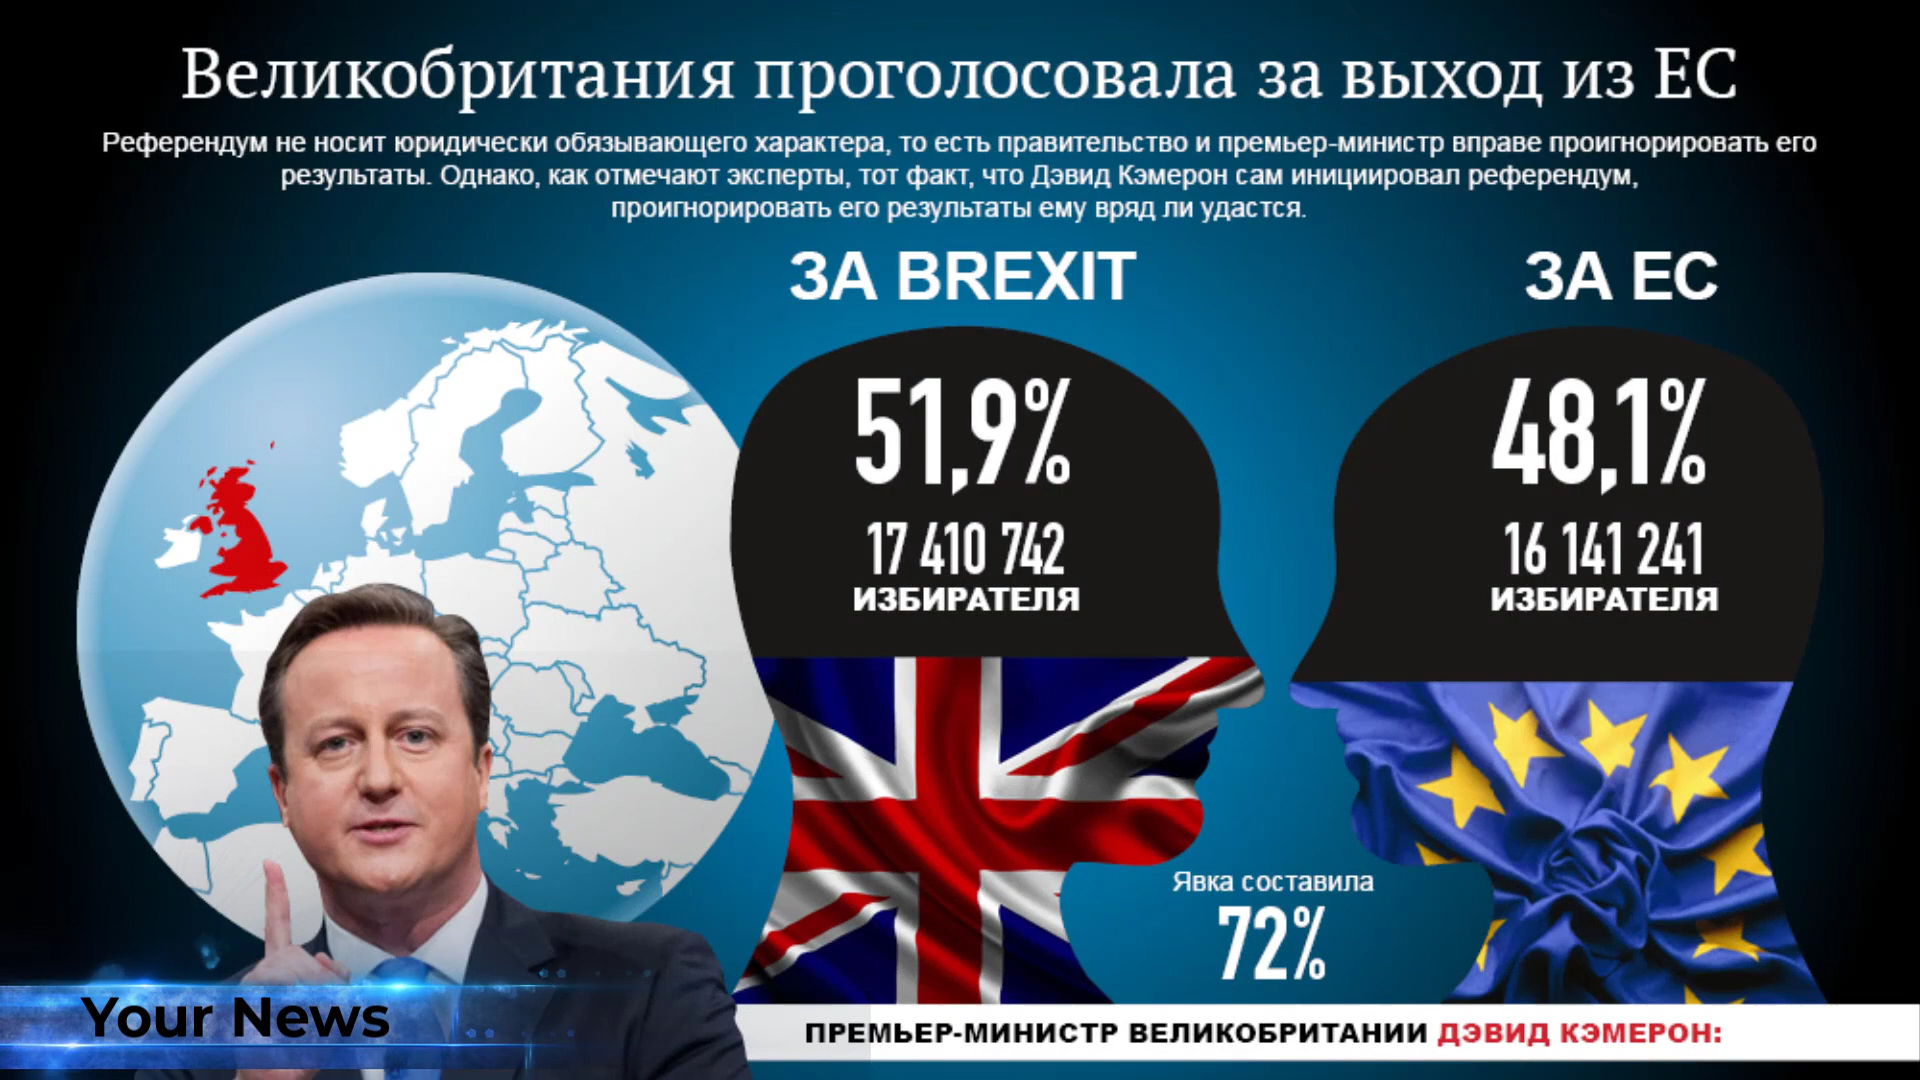 Великобритания проголосовала за выход из ЕС
Референдум не носит юридически обязывающего характера, то есть правительство и премьер-министр вправе проигнорировать его
результаты. Однако, как отмечают эксперты, тот факт, что Дэвид Кэмерон сам инициировал референдум,
проигнорировать его результаты ему вряд ли удастся.
ЗА BREXIT
51,9%
17 410 742
ИЗБИРАТЕЛЯ
ЗА ЕС
48,1%
16 141 241
ИЗБИРАТЕЛЯ
Явка составила
72%
Your News
ПРЕМЬЕР-МИНИСТР ВЕЛИКОБРИТАНИИ ДЭВИД КЭМЕРОН: